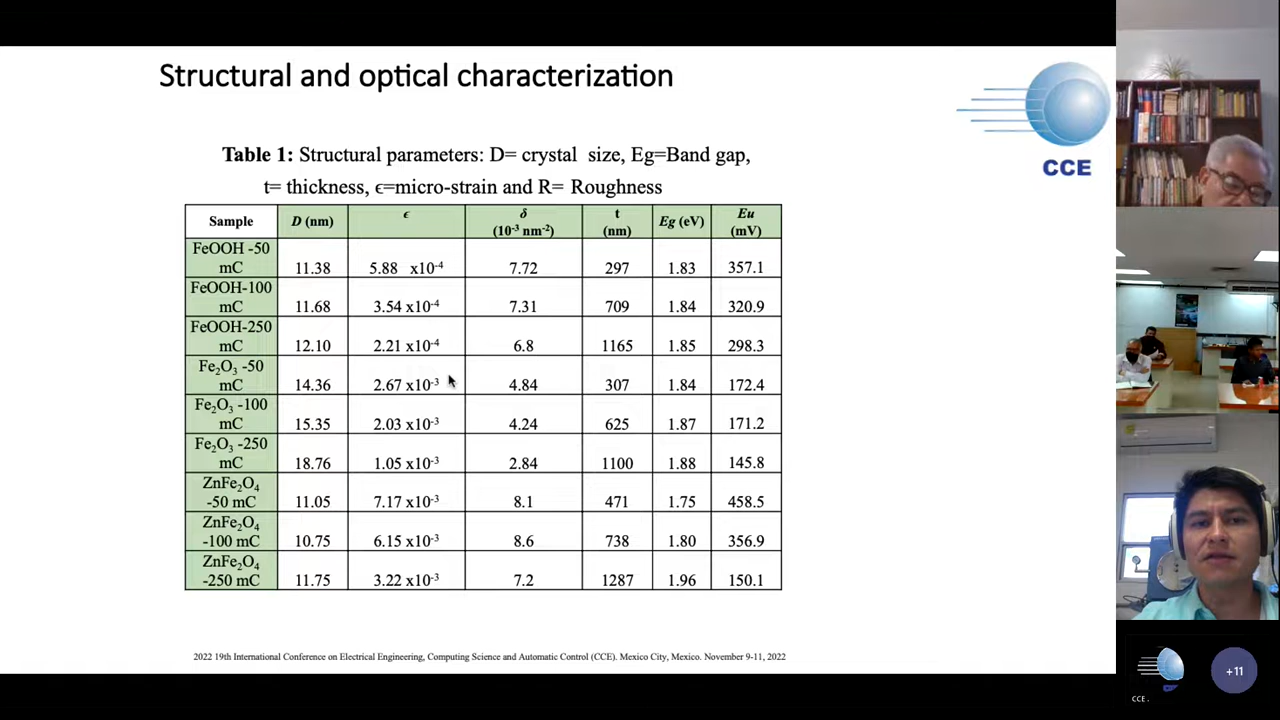 Structural and optical characterization
CCE
Table 1: Structural parameters: D= crystal size, Eg=Band gap,
t= thickness, ϵ=micro-strain and R= Roughness
Sample D (nm) ϵ δ (10⁻³ nm⁻²) t (nm) Eg (eV) Eu (mV)
FeOOH -50 mC 11.38 5.88 x10⁻⁴ 7.72 297 1.83 357.1
FeOOH-100 mC 11.68 3.54 x10⁻⁴ 7.31 709 1.84 320.9
FeOOH-250 mC 12.10 2.21 x10⁻⁴ 6.8 1165 1.85 298.3
Fe₂O₃ -50 mC 14.36 2.67 x10⁻³ 4.84 307 1.84 172.4
Fe₂O₃ -100 mC 15.35 2.03 x10⁻³ 4.24 625 1.87 171.2
Fe₂O₃ -250 mC 18.76 1.05 x10⁻³ 2.84 1100 1.88 145.8
ZnFe₂O₄ -50 mC 11.05 7.17 x10⁻³ 8.1 471 1.75 458.5
ZnFe₂O₄ -100 mC 10.75 6.15 x10⁻³ 8.6 738 1.80 356.9
ZnFe₂O₄ -250 mC 11.75 3.22 x10⁻³ 7.2 1287 1.96 150.1
2022 19th International Conference on Electrical Engineering, Computing Science and Automatic Control (CCE). Mexico City, Mexico. November 9-11, 2022
CCE .
+11